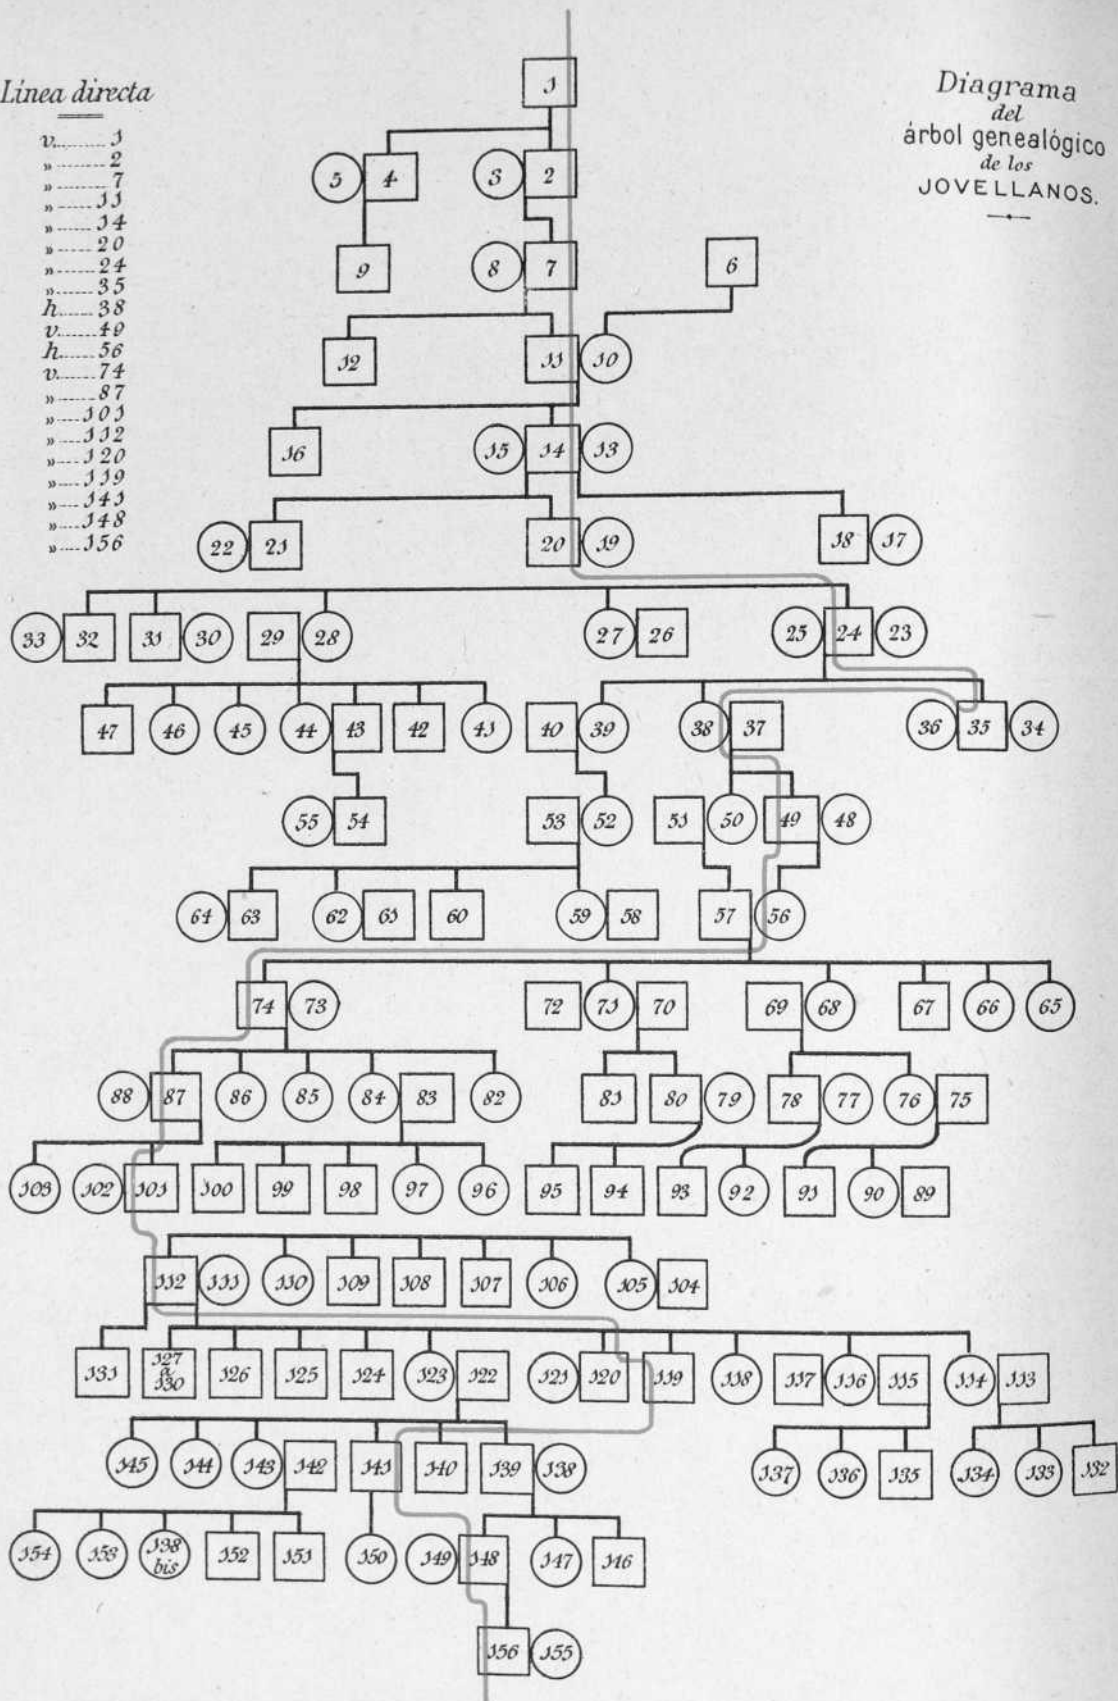 Línea directa
v........ 1
» ....... 2
» ....... 7
» ....... 11
» ....... 14
» ....... 20
» ....... 24
» ....... 35
h....... 38
v....... 49
h....... 56
v....... 74
» ....... 87
» ..... 101
» ..... 112
» ..... 120
» ..... 119
» ..... 141
» ..... 148
» ..... 156
Diagrama
del
árbol genealógico
de los
JOVELLANOS.
1
5 4 3 2
9 8 7 6
12 11 10
16 15 14 13
22 21 20 19 18 17
33 32 31 30 29 28 27 26 25 24 23
47 46 45 44 43 42 41 40 39 38 37 36 35 34
55 54 53 52 51 50 49 48
64 63 62 61 60 59 58 57 56
74 73 72 71 70 69 68 67 66 65
88 87 86 85 84 83 82 81 80 79 78 77 76 75
103 102 101 100 99 98 97 96 95 94 93 92 91 90 89
112 111 110 109 108 107 106 105 104
131 127 a 130 126 125 124 123 122 121 120 119 118 117 116 115 114 113
145 144 143 142 141 140 139 138 137 136 135 134 133 132
154 153 138 bis 152 151 150 149 148 147 146
156 155